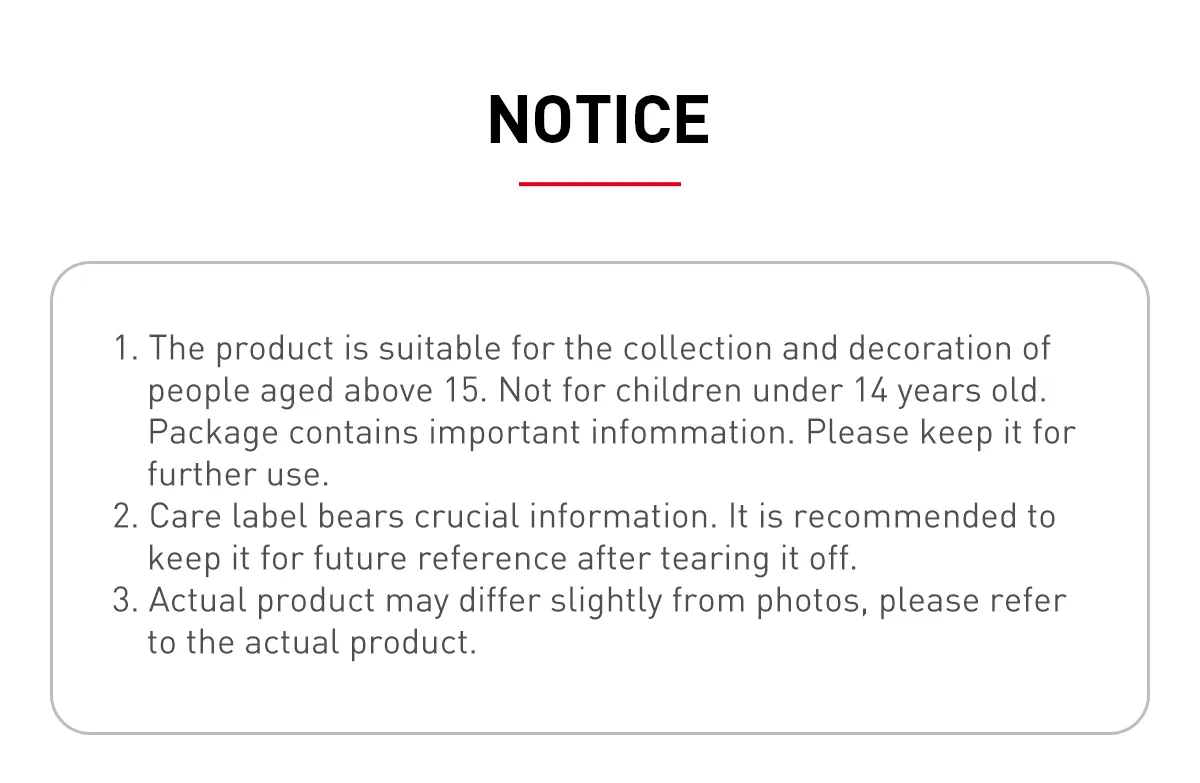 NOTICE
1. The product is suitable for the collection and decoration of
people aged above 15. Not for children under 14 years old.
Package contains important infommation. Please keep it for
further use.
2. Care label bears crucial information. It is recommended to
keep it for future reference after tearing it off.
3. Actual product may differ slightly from photos, please refer
to the actual product.